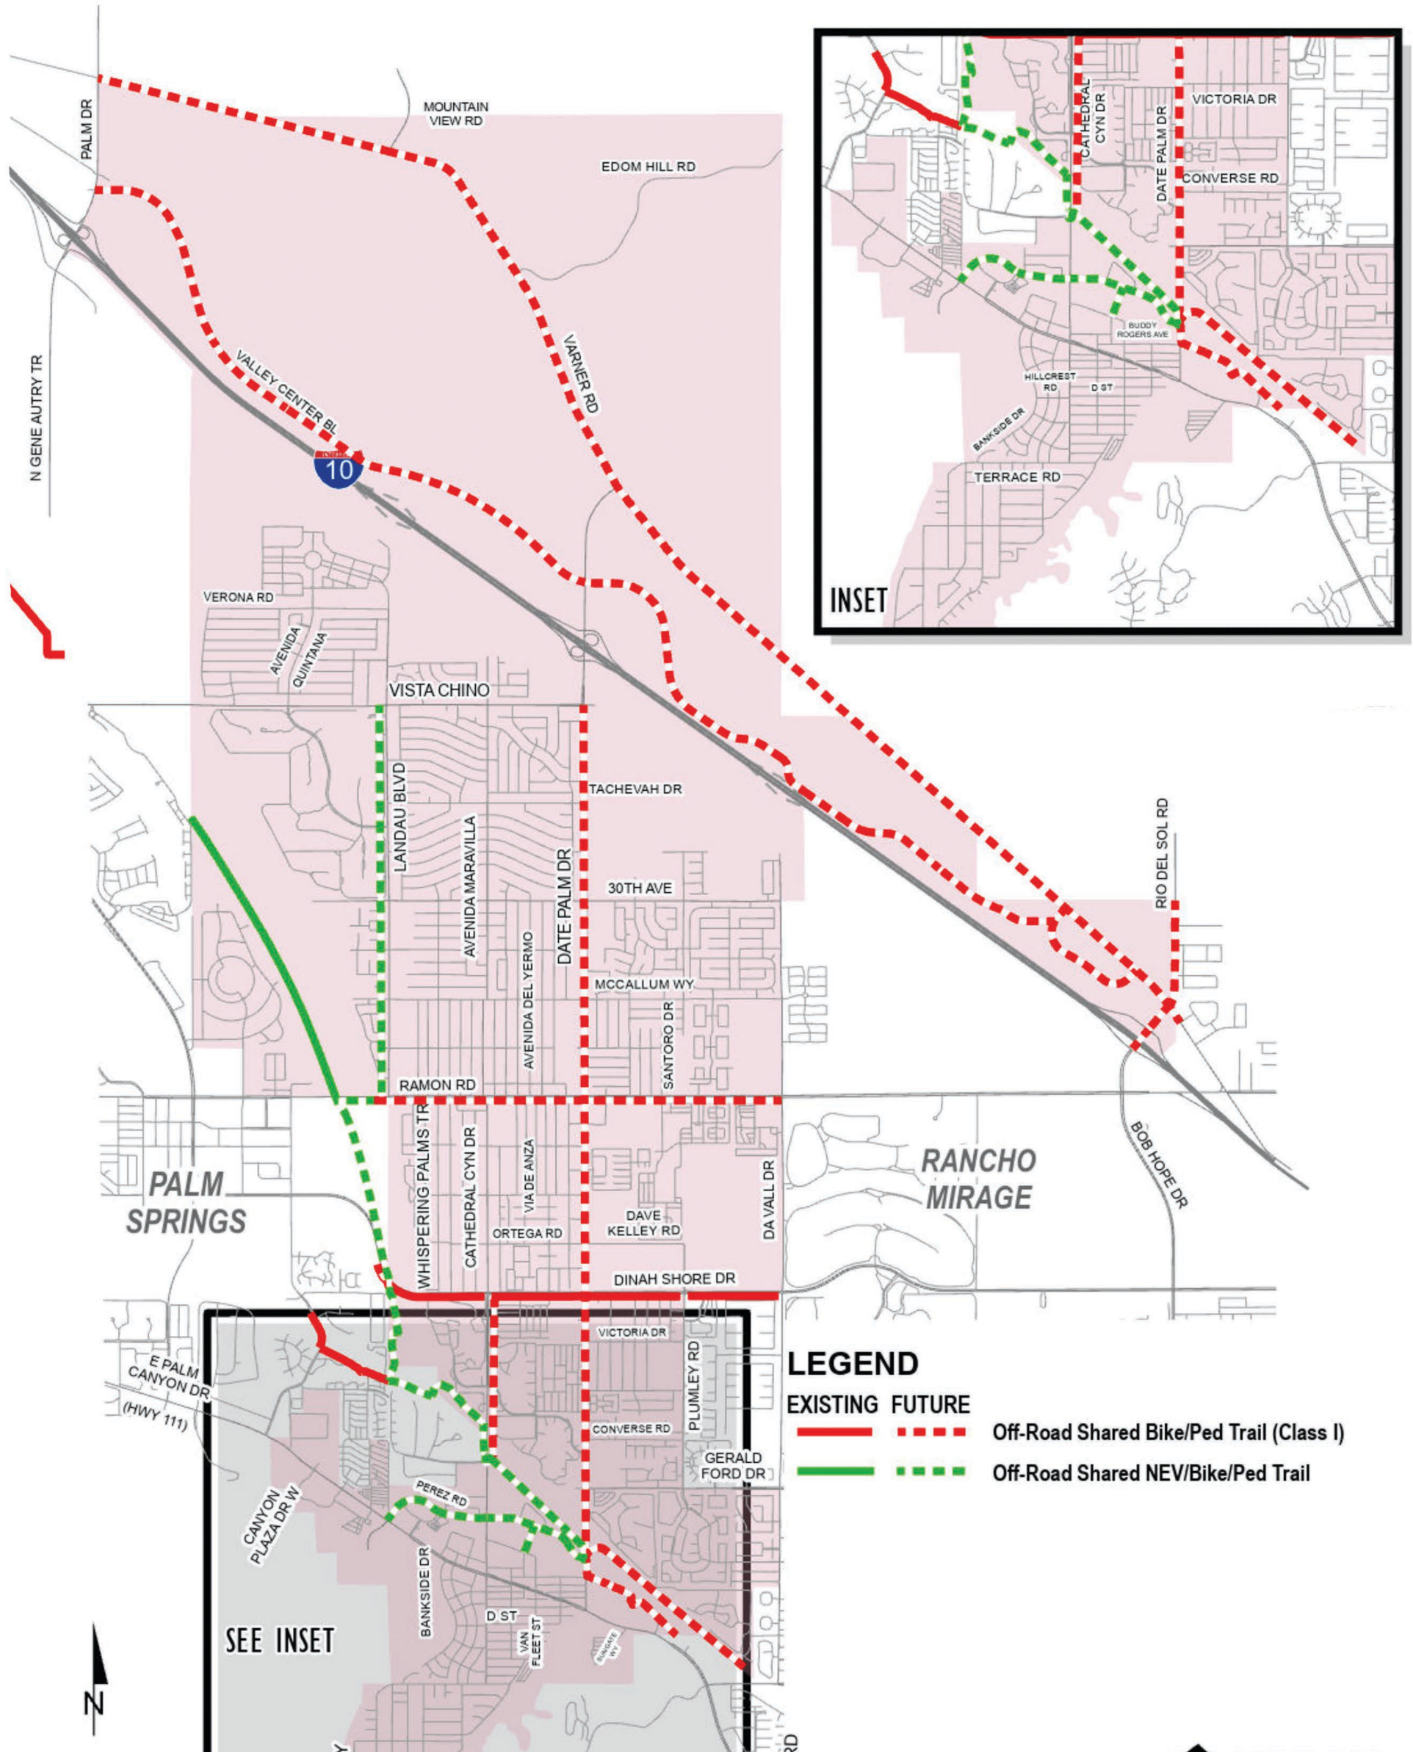 PALM DR
MOUNTAIN
VIEW RD
EDOM HILL RD
N GENE AUTRY TR
VALLEY CENTER BL
VARNER RD
INTERSTATE
10
CATHEDRAL
CYN DR
DATE PALM DR
VICTORIA DR
CONVERSE RD
BUDDY
ROGERS AVE
HILLCREST
RD
D ST
BANKSIDE DR
TERRACE RD
INSET
VERONA RD
AVENIDA
QUINTANA
VISTA CHINO
LANDAU BLVD
TACHEVAH DR
AVENIDA MARAVILLA
DATE PALM DR
30TH AVE
AVENIDA DEL YERMO
MCCALLUM WY
SANTORO DR
RIO DEL SOL RD
RAMON RD
WHISPERING PALMS TR
CATHEDRAL CYN DR
VIA DE ANZA
ORTEGA RD
DAVE
KELLEY RD
DA VALL DR
PALM
SPRINGS
RANCHO
MIRAGE
BOB HOPE DR
DINAH SHORE DR
VICTORIA DR
PLUMLEY RD
E PALM
CANYON DR
(HWY 111)
CONVERSE RD
GERALD
FORD DR
PEREZ RD
CANYON
PLAZA DR W
BANKSIDE DR
D ST
VAN
FLEET ST
SUNGATE
WY
SEE INSET
N
Y
RD
LEGEND
EXISTING FUTURE
Off-Road Shared Bike/Ped Trail (Class I)
Off-Road Shared NEV/Bike/Ped Trail